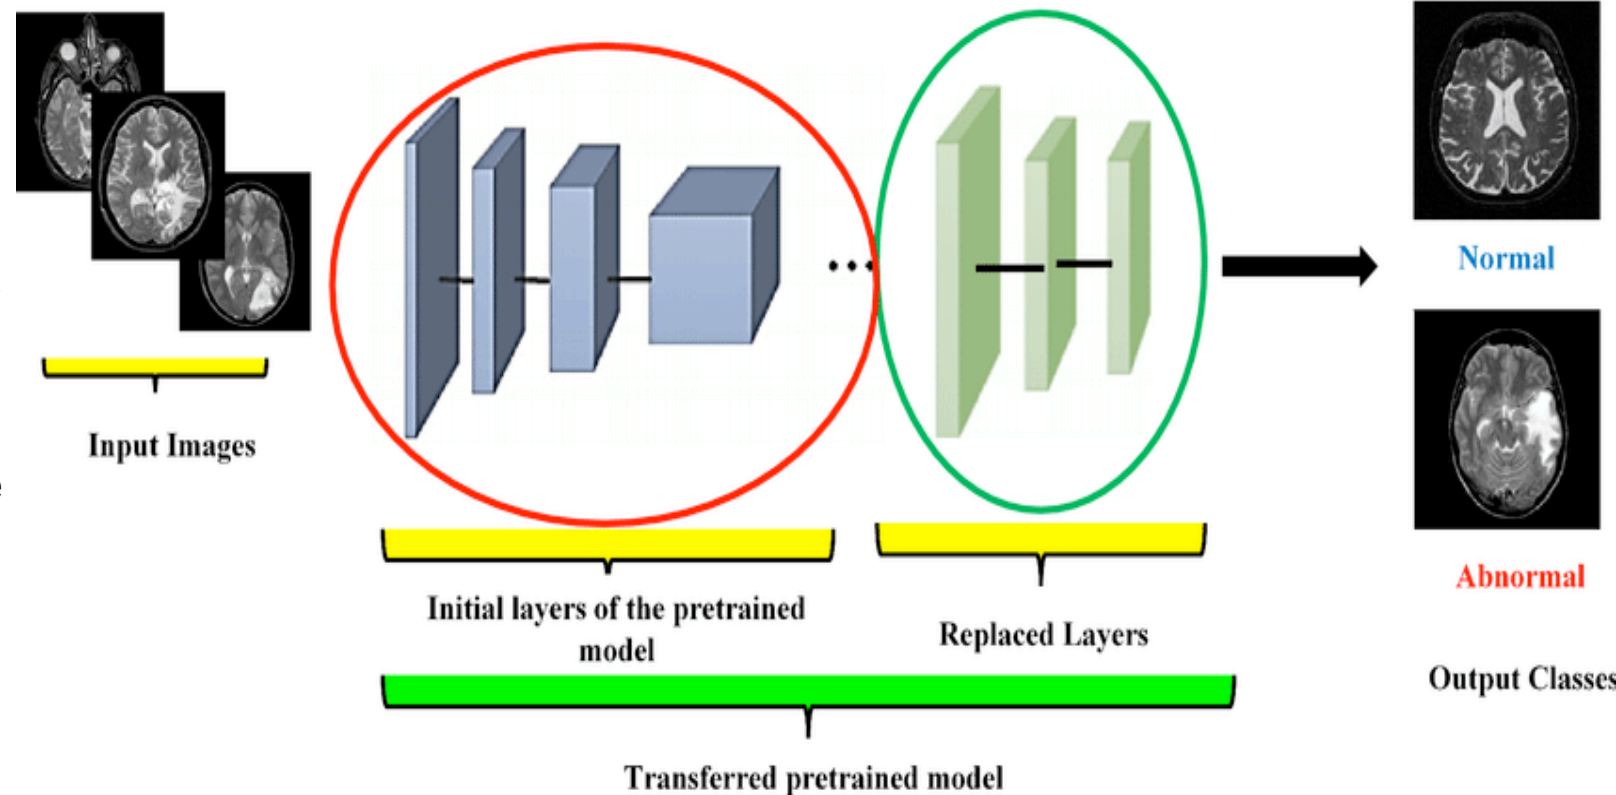 Input Images
Initial layers of the pretrained
model
Replaced Layers
Transferred pretrained model
Normal
Abnormal
Output Classes